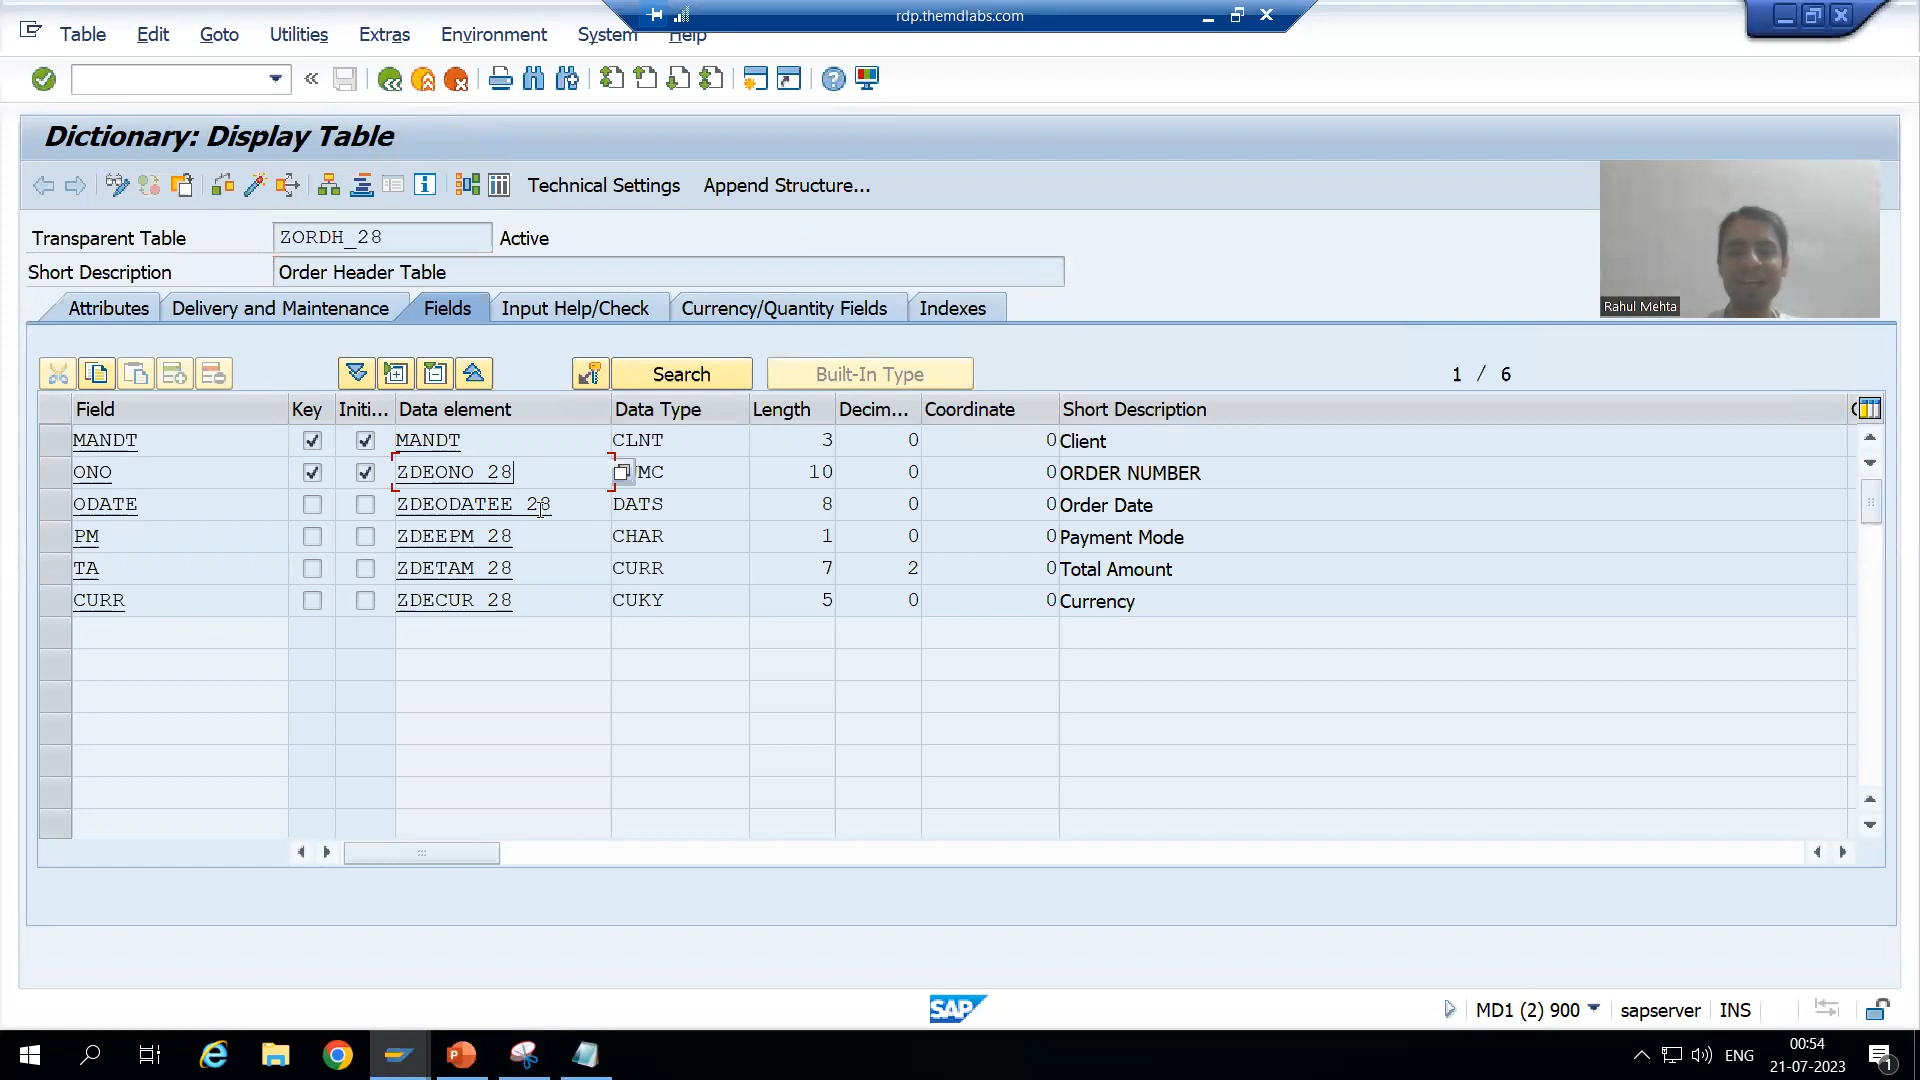 rdp.themdlabs.com
Table Edit Goto Utilities Extras Environment System Help
Dictionary: Display Table
Technical Settings Append Structure...
Transparent Table ZORDH_28 Active
Short Description Order Header Table
Rahul Mehta
Attributes Delivery and Maintenance Fields Input Help/Check Currency/Quantity Fields Indexes
Search Built-In Type 1 / 6
Field Key Initi... Data element Data Type Length Decim... Coordinate Short Description
MANDT MANDT CLNT 3 0 0 Client
ONO ZDEONO_28 MC 10 0 0 ORDER NUMBER
ODATE ZDEODATEE_28 DATS 8 0 0 Order Date
PM ZDEEPM_28 CHAR 1 0 0 Payment Mode
TA ZDETAM_28 CURR 7 2 0 Total Amount
CURR ZDECUR_28 CUKY 5 0 0 Currency
SAP
MD1 (2) 900 sapserver INS
ENG
00:54
21-07-2023
1